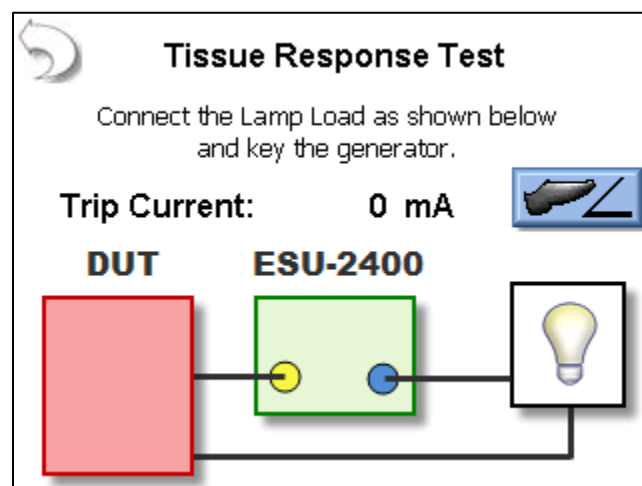 Tissue Response Test
Connect the Lamp Load as shown below
and key the generator.
Trip Current: 0 mA
DUT ESU-2400